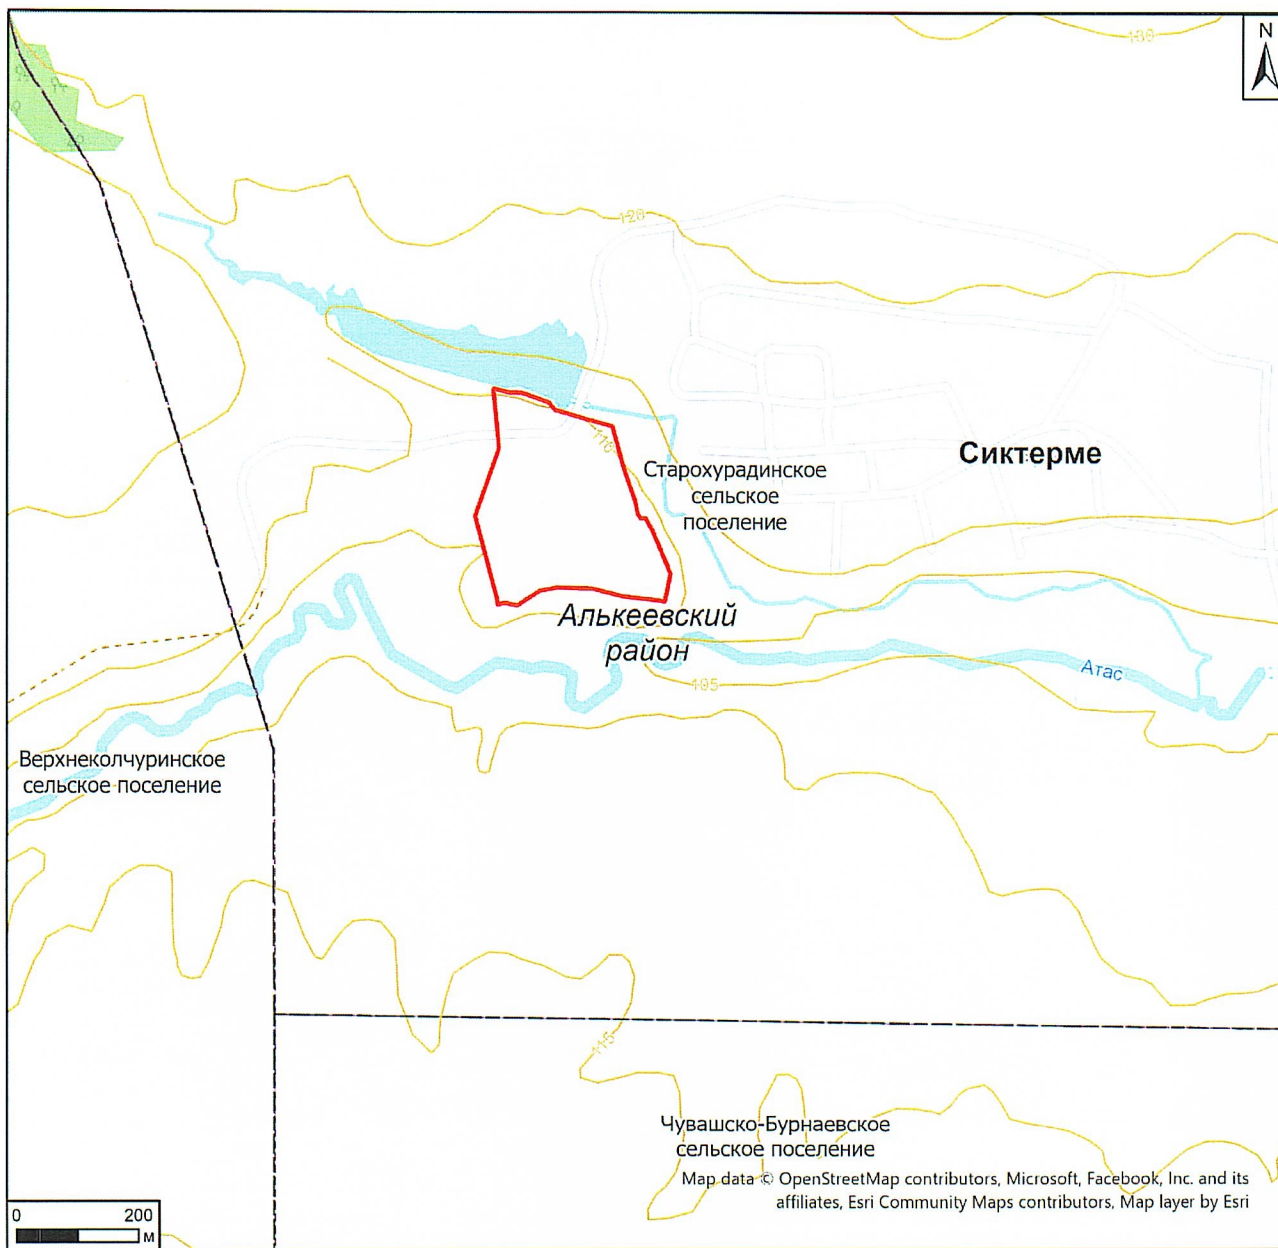 130
N
120
110
Старохурадинское
сельское
поселение
Сиктерме
Алькеевский
район
105
Атас
Верхнеколчуринское
сельское поселение
115
Чувашско-Бурнаевское
сельское поселение
Map data © OpenStreetMap contributors, Microsoft, Facebook, Inc. and its
affiliates, Esri Community Maps contributors, Map layer by Esri
0 200
м